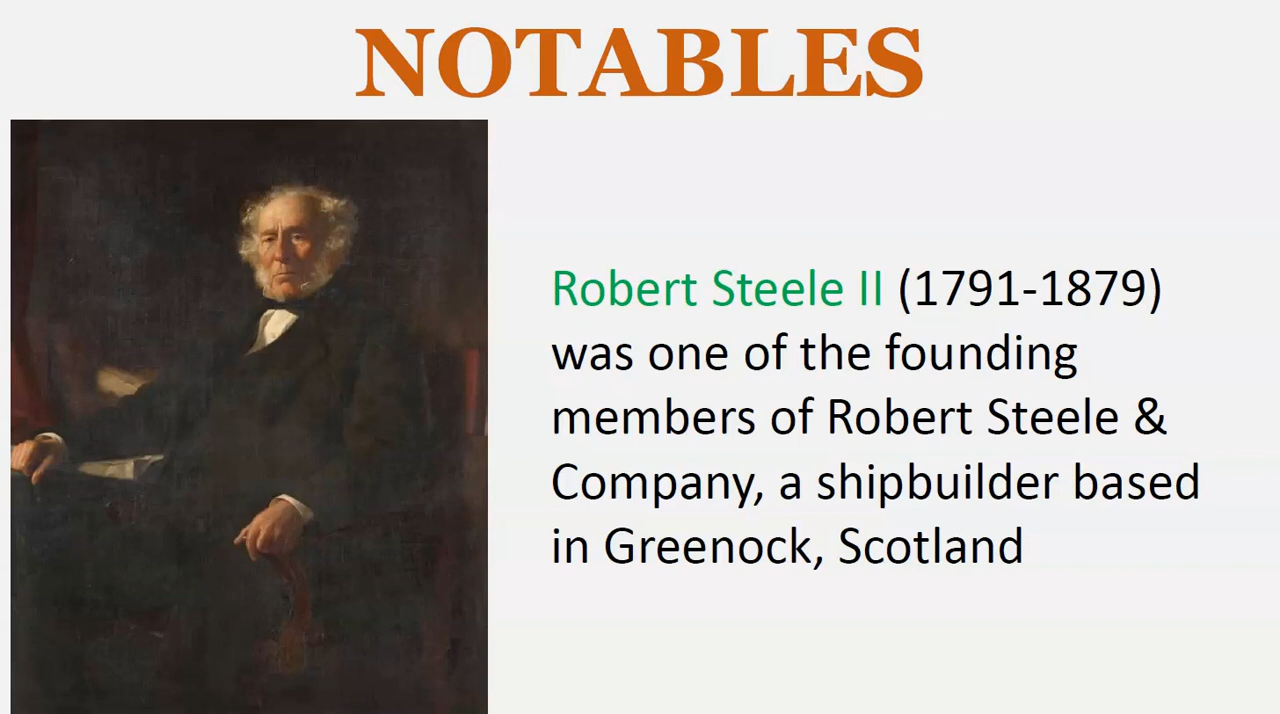 NOTABLES
Robert Steele II (1791-1879)
was one of the founding
members of Robert Steele &
Company, a shipbuilder based
in Greenock, Scotland